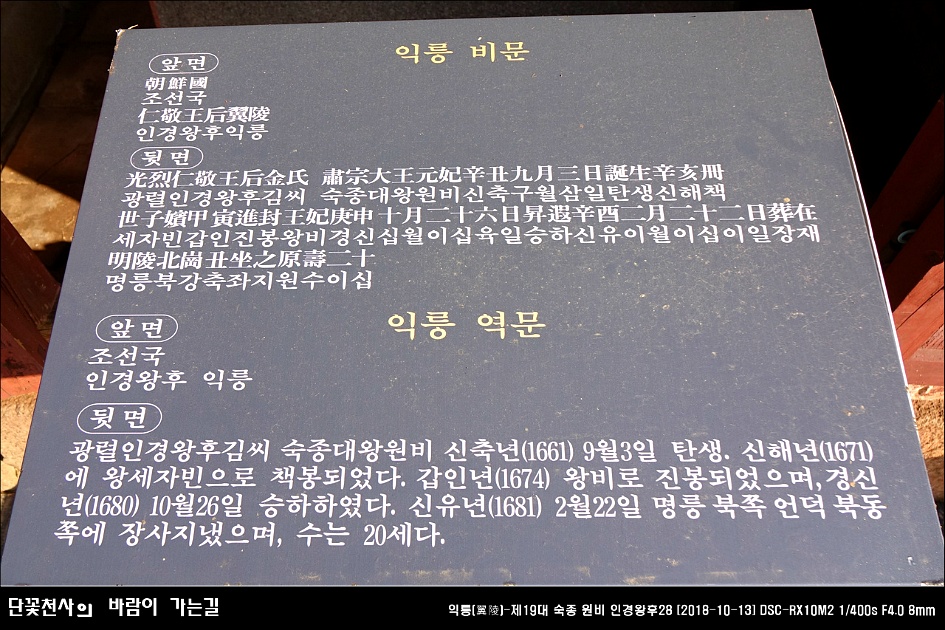 익릉 비문
앞면
朝鮮國
조선국
仁敬王后翼陵
인경왕후익릉
뒷면
光烈仁敬王后金氏 肅宗大王元妃辛丑九月三日誕生辛亥冊
광렬인경왕후김씨 숙종대왕원비신축구월삼일탄생신해책
世子嬪甲寅進封王妃庚申十月二十六日昇遐辛酉二月二十二日葬在
세자빈갑인진봉왕비경신십월이십육일승하신유이월이십이일장재
明陵北崗丑坐之原壽二十
명릉북강축좌지원수이십
익릉 역문
앞면
조선국
인경왕후 익릉
뒷면
광렬인경왕후김씨 숙종대왕원비 신축년(1661) 9월3일 탄생. 신해년(1671)
에 왕세자빈으로 책봉되었다. 갑인년(1674) 왕비로 진봉되었으며,경신
년(1680) 10월26일 승하하였다. 신유년(1681) 2월22일 명릉 북쪽 언덕 북동
쪽에 장사지냈으며, 수는 20세다.
단꽃천사의 바람이 가는길
익릉(翼陵)-제19대 숙종 원비 인경왕후28 [2018-10-13] DSC-RX10M2 1/400s F4.0 8mm